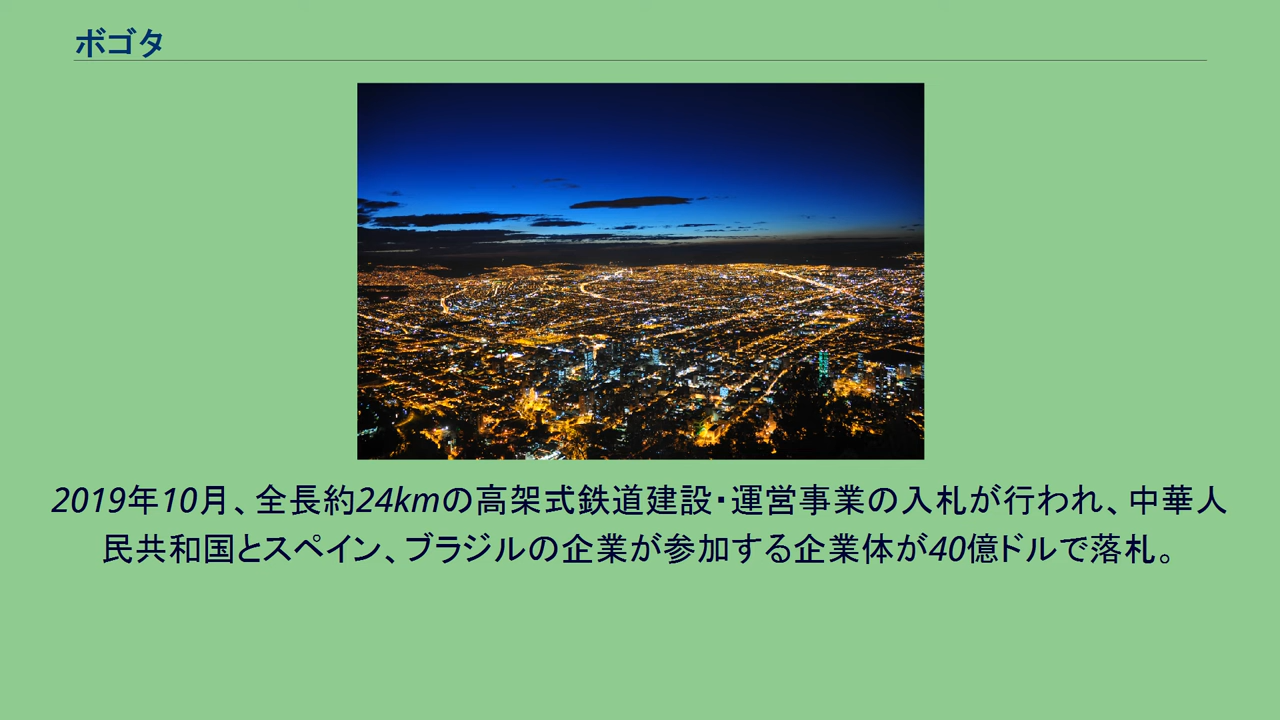 ボゴタ
2019年10月、全長約24kmの高架式鉄道建設・運営事業の入札が行われ、中華人
民共和国とスペイン、ブラジルの企業が参加する企業体が40億ドルで落札。